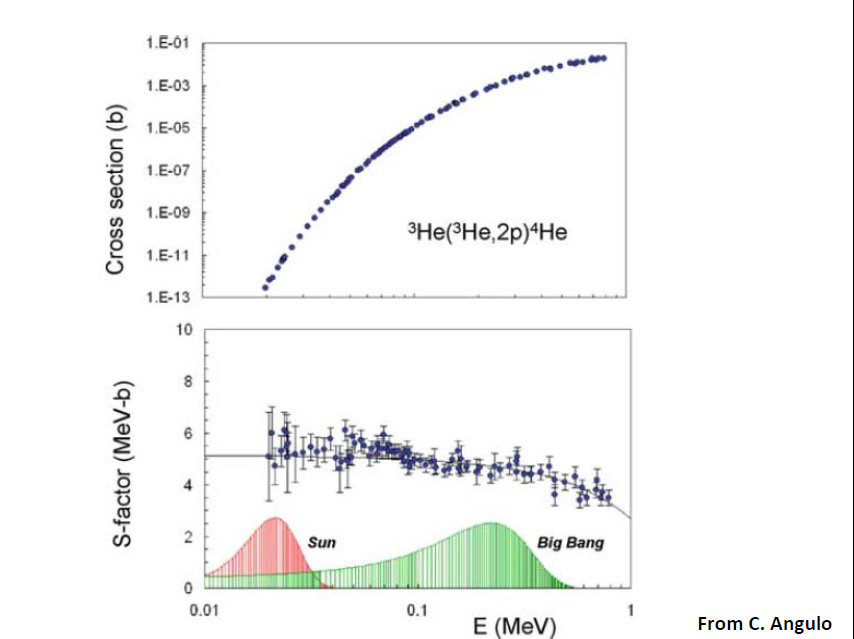 1.E-01
1.E-03
1.E-05
1.E-07
1.E-09
1.E-11
1.E-13
Cross section (b)
³He(³He,2p)⁴He
10
8
6
4
2
0
S-factor (MeV-b)
Sun
Big Bang
0.01
0.1
1
E (MeV)
From C. Angulo